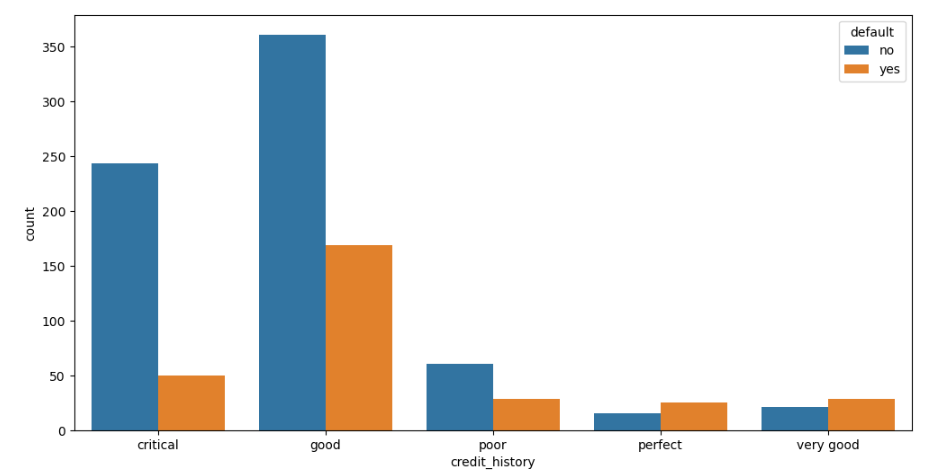 default
no
yes
350
300
250
200
150
100
50
0
count
critical good poor perfect very good
credit_history